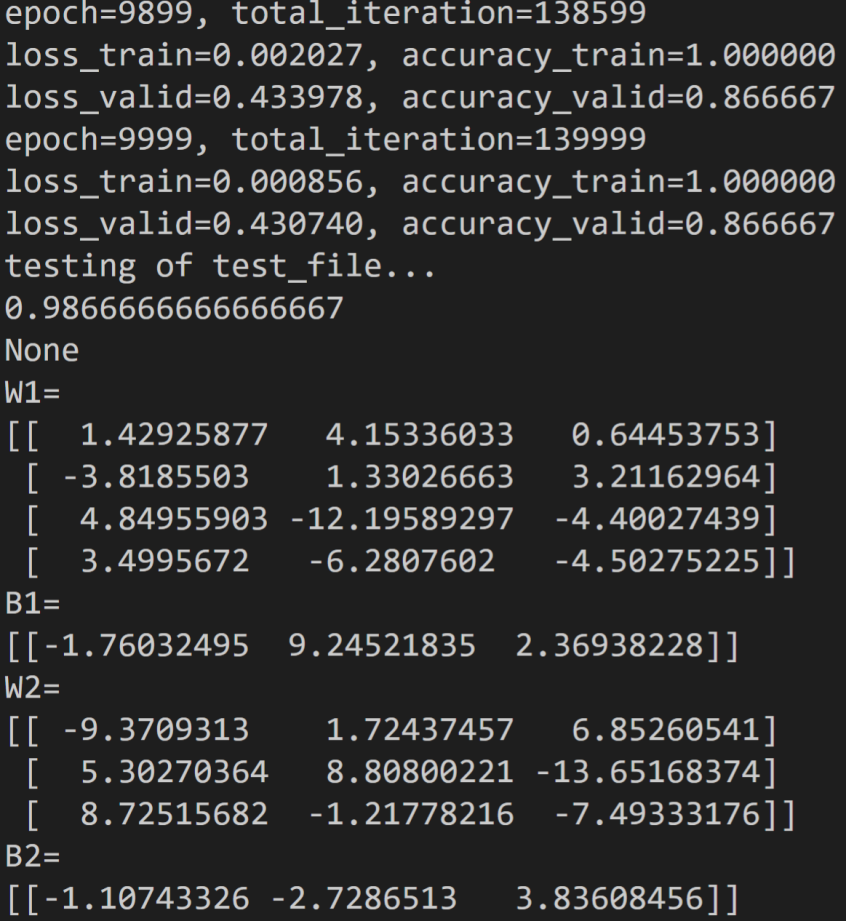 epoch=9899, total_iteration=138599
loss_train=0.002027, accuracy_train=1.000000
loss_valid=0.433978, accuracy_valid=0.866667
epoch=9999, total_iteration=139999
loss_train=0.000856, accuracy_train=1.000000
loss_valid=0.430740, accuracy_valid=0.866667
testing of test_file...
0.9866666666666667
None
W1=
[[  1.42925877   4.15336033   0.64453753]
 [ -3.8185503    1.33026663   3.21162964]
 [  4.84955903 -12.19589297  -4.40027439]
 [  3.4995672   -6.2807602   -4.50275225]]
B1=
[[-1.76032495  9.24521835  2.36938228]]
W2=
[[ -9.3709313    1.72437457   6.85260541]
 [  5.30270364   8.80800221 -13.65168374]
 [  8.72515682  -1.21778216  -7.49333176]]
B2=
[[-1.10743326 -2.7286513   3.83608456]]